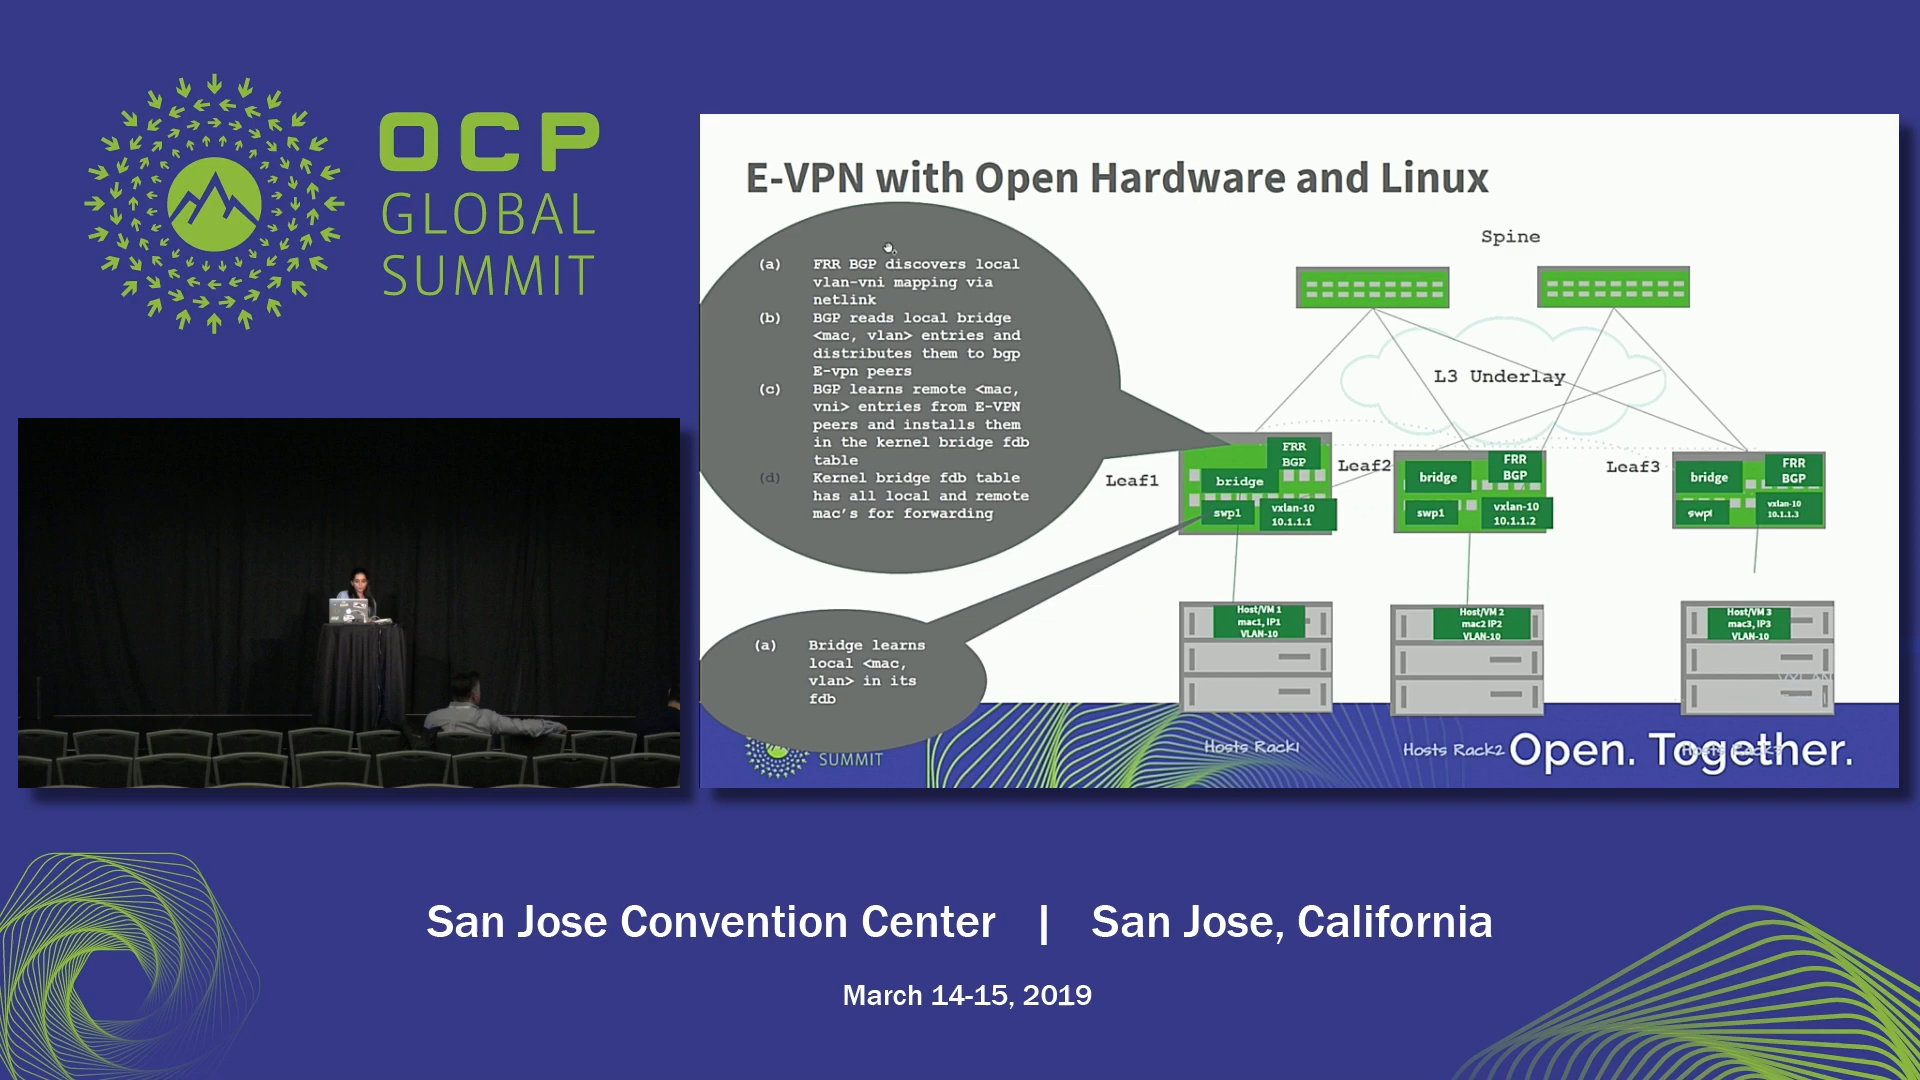 OCP
GLOBAL
SUMMIT
E-VPN with Open Hardware and Linux
(a) FRR BGP discovers local
vlan-vni mapping via
netlink
(b) BGP reads local bridge
<mac, vlan> entries and
distributes them to bgp
E-vpn peers
(c) BGP learns remote <mac,
vni> entries from E-VPN
peers and installs them
in the kernel bridge fdb
table
(d) Kernel bridge fdb table
has all local and remote
mac's for forwarding
(a) Bridge learns
local <mac,
vlan> in its
fdb
Spine
L3 Underlay
Leaf1
FRR
BGP
bridge
swp1
vxlan-10
10.1.1.1
Leaf2
bridge
FRR
BGP
swp1
vxlan-10
10.1.1.2
Leaf3
bridge
FRR
BGP
swp1
vxlan-10
10.1.1.3
Host/VM 1
mac1, IP1
VLAN-10
Host/VM 2
mac2 IP2
VLAN-10
Host/VM 3
mac3, IP3
VLAN-10
SUMMIT
Hosts Rack1
Hosts Rack2
Open. Together.
San Jose Convention Center | San Jose, California
March 14-15, 2019